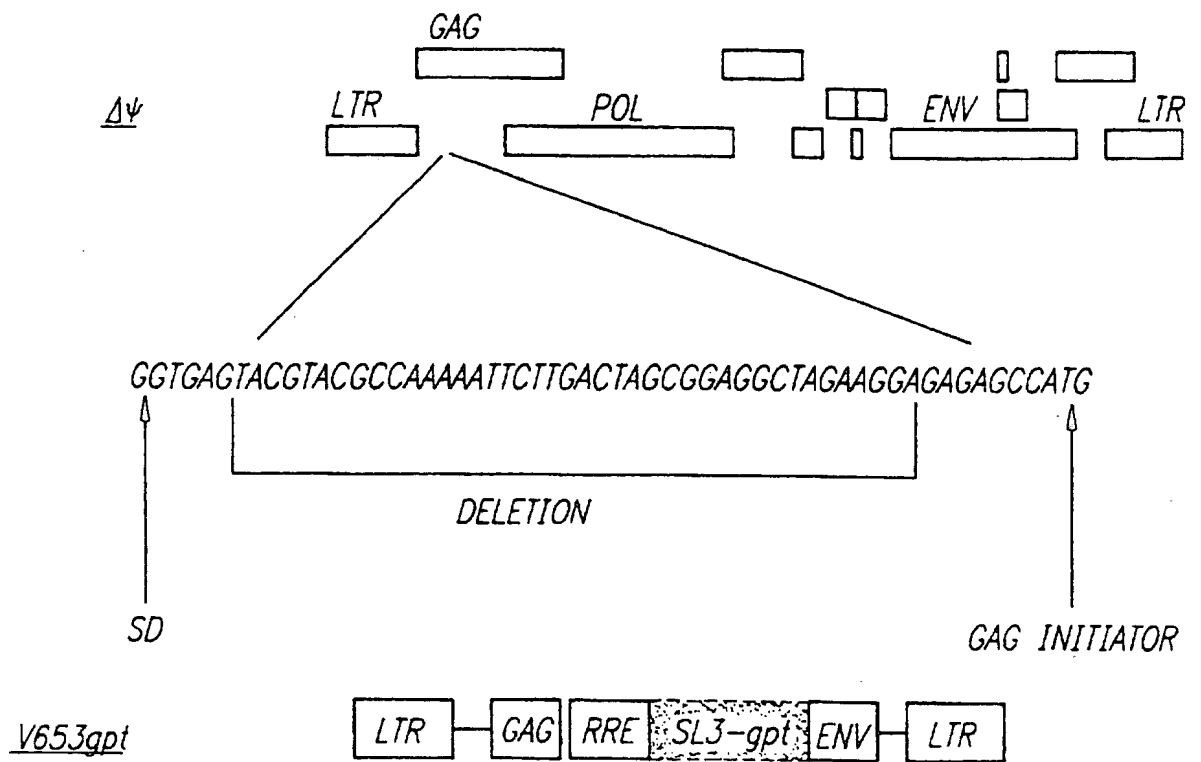 GAG
ΔΨ LTR POL ENV LTR
GGTGAGTACGTACGCCAAAAATTCTTGACTAGCGGAGGCTAGAAGGAGAGAGCCATG
DELETION
SD GAG INITIATOR
V653gpt LTR GAG RRE SL3-gpt ENV LTR